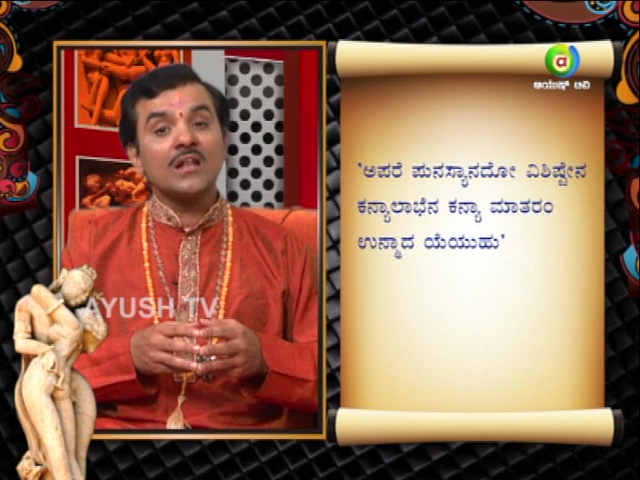 ಆಯುಷ್ ಟಿವಿ
'ಅಪರೆ ಪುನಸ್ಯಾನದೋ ವಿಶಿಷ್ಟೇನ
ಕನ್ಯಾಲಾಭೆನ ಕನ್ಯಾ ಮಾತರಂ
ಉನ್ಮಾದ ಯೆಯುಹು'
AYUSH TV